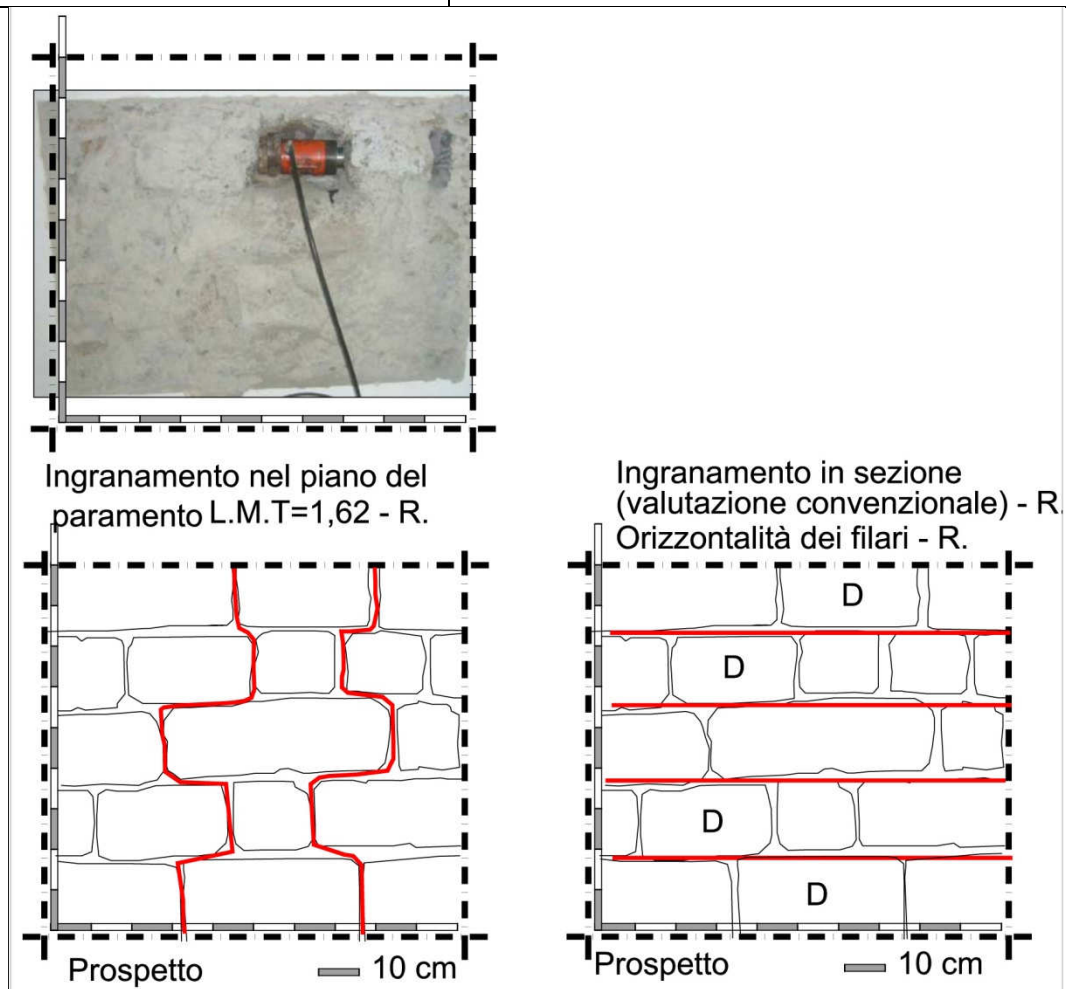 Ingranamento nel piano del
paramento L.M.T=1,62 - R.
Ingranamento in sezione
(valutazione convenzionale) - R.
Orizzontalità dei filari - R.
D
D
D
D
Prospetto
10 cm
Prospetto
10 cm